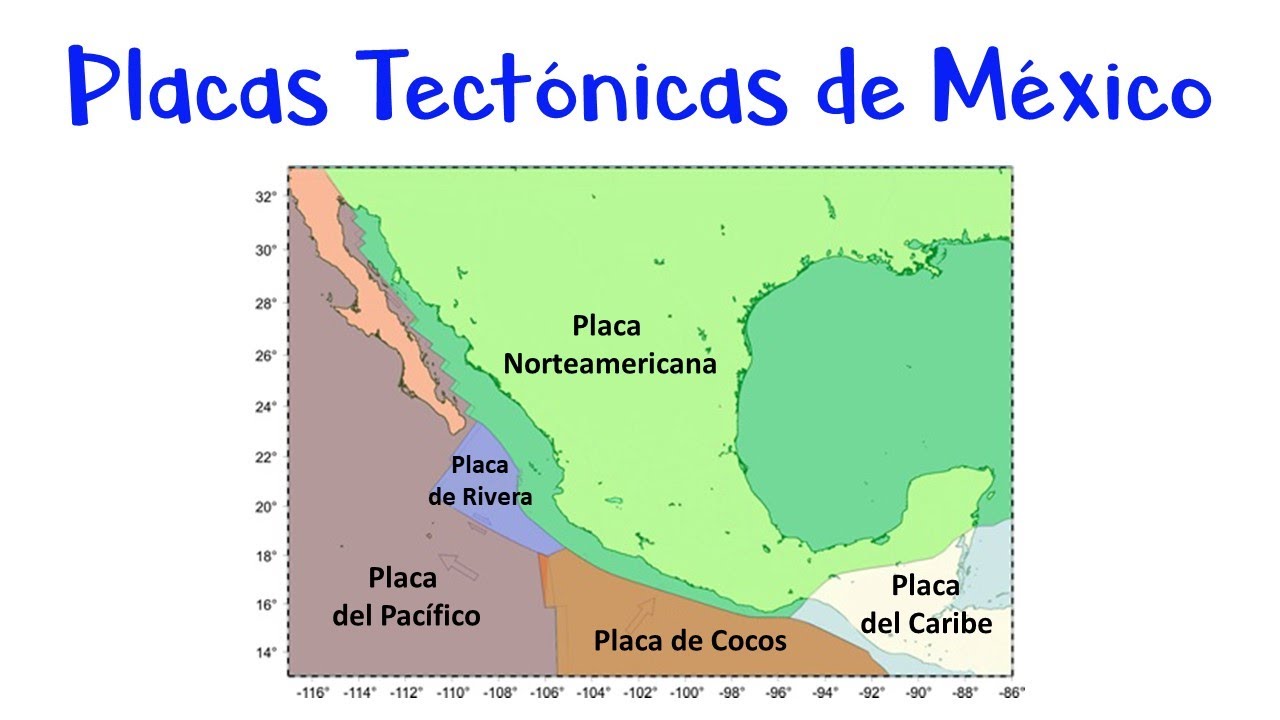 Placas Tectónicas de México
32°
30°
28°
26°
24°
22°
20°
18°
16°
14°
Placa
Norteamericana
Placa
de Rivera
Placa
del Pacífico
Placa de Cocos
Placa
del Caribe
-116° -114° -112 -110° -108° -106° -104° -102° -100° -98° -96° -94° -92° -90° -88° -86°